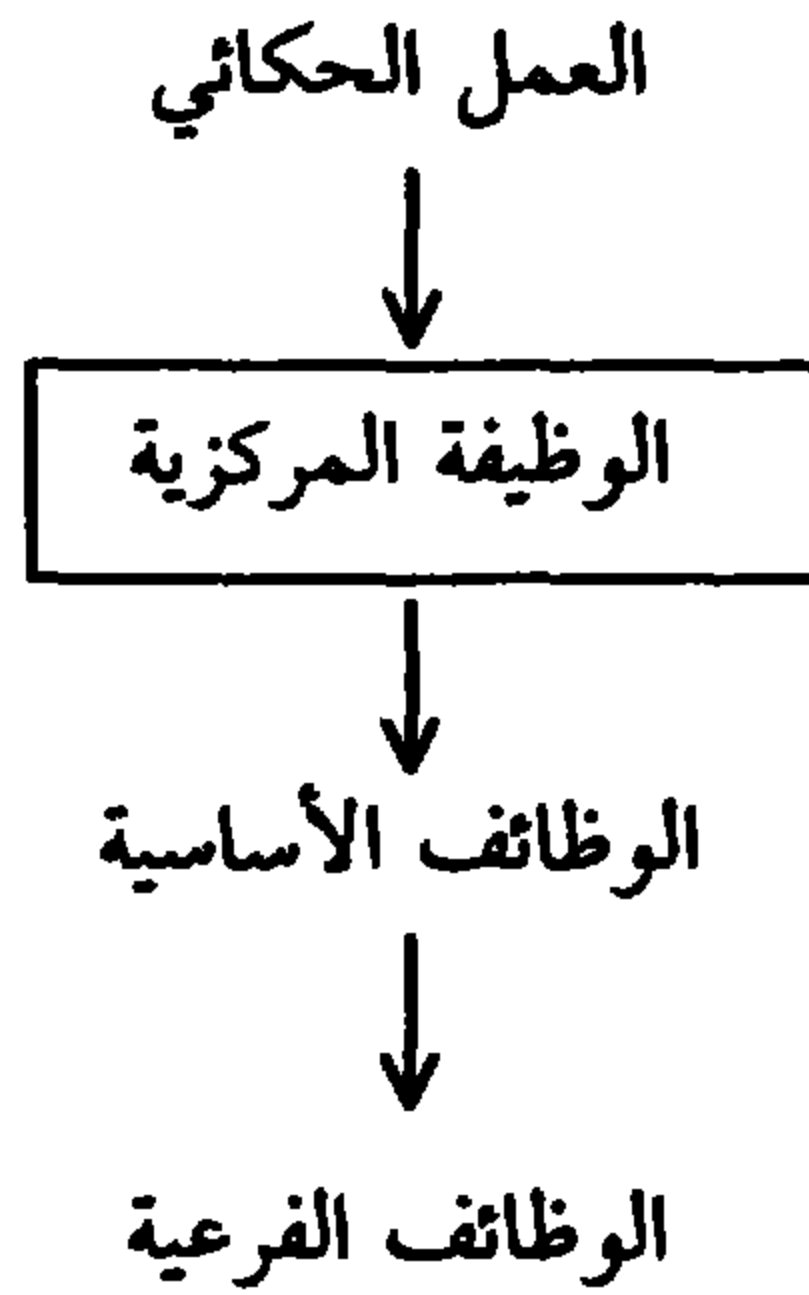 العمل الحكائي
الوظيفة المركزية
الوظائف الأساسية
الوظائف الفرعية